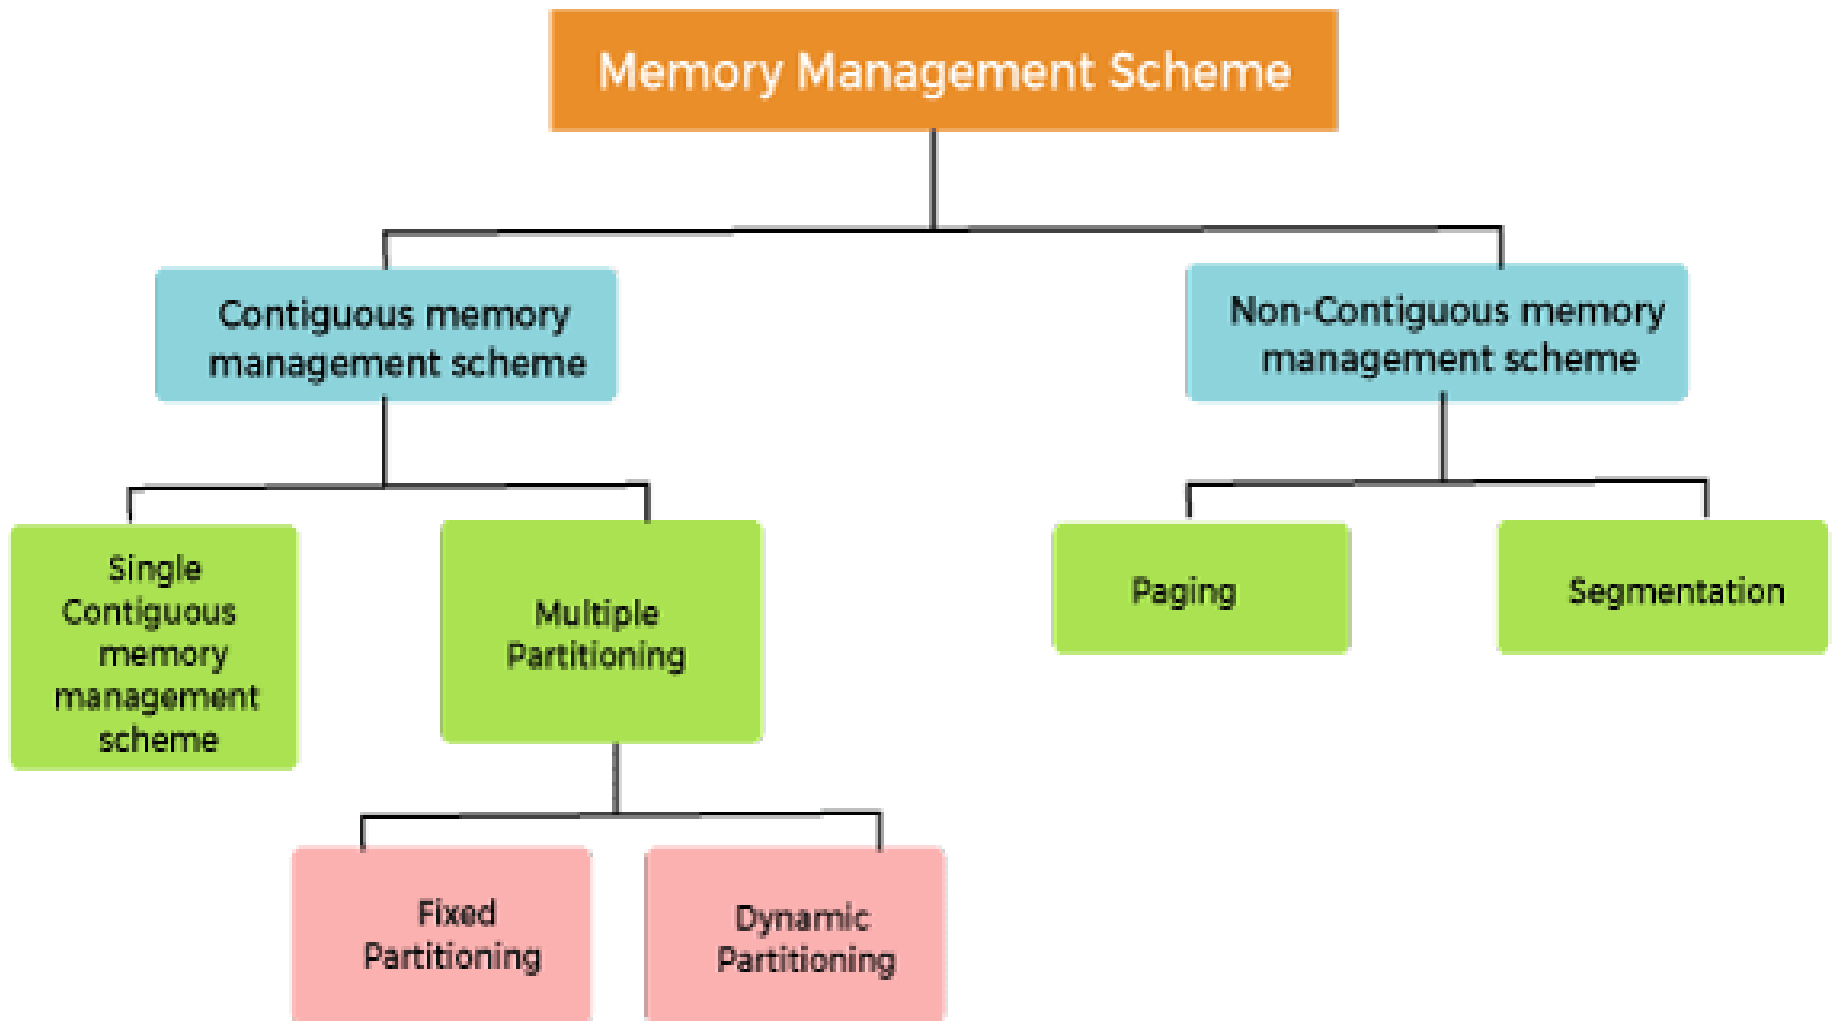 Memory Management Scheme
Contiguous memory
management scheme
Non-Contiguous memory
management scheme
Single
Contiguous
memory
management
scheme
Multiple
Partitioning
Paging
Segmentation
Fixed
Partitioning
Dynamic
Partitioning